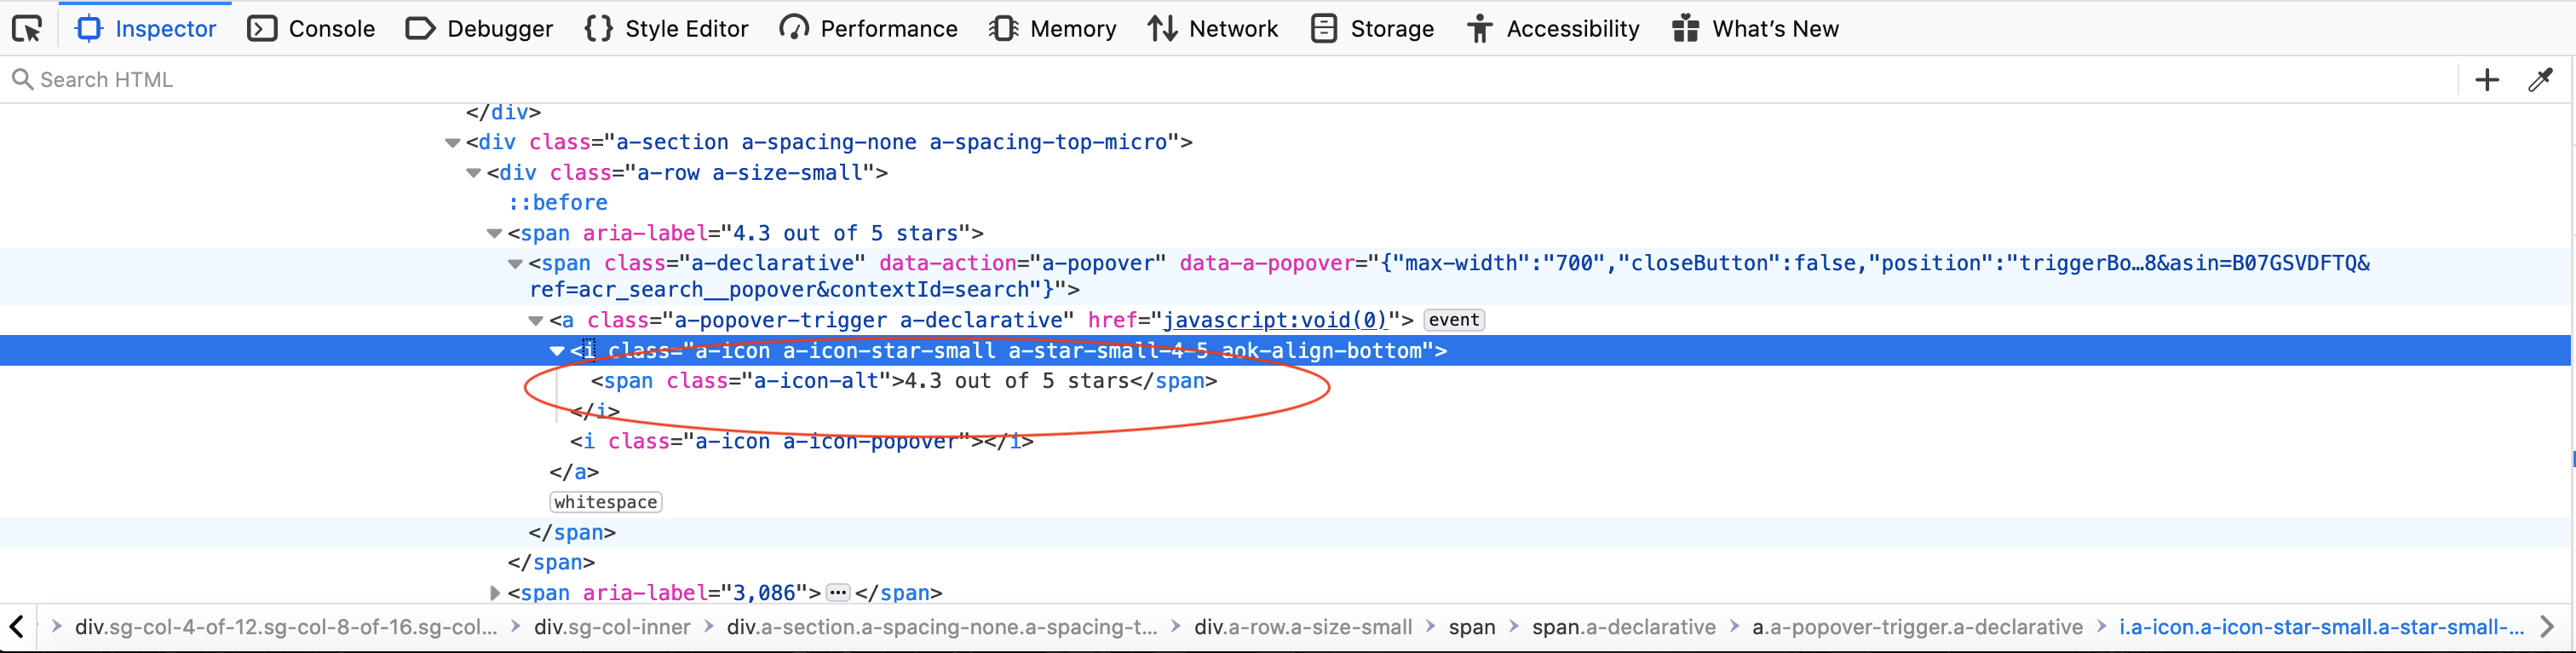 Inspector Console Debugger {} Style Editor Performance Memory Network Storage Accessibility What’s New
Search HTML
</div>
<div class="a-section a-spacing-none a-spacing-top-micro">
<div class="a-row a-size-small">
::before
<span aria-label="4.3 out of 5 stars">
<span class="a-declarative" data-action="a-popover" data-a-popover="{"max-width":"700","closeButton":false,"position":"triggerBo…8&asin=B07GSVDFTQ&
ref=acr_search__popover&contextId=search"}">
<a class="a-popover-trigger a-declarative" href="javascript:void(0)"> event
<i class="a-icon a-icon-star-small a-star-small-4-5 aok-align-bottom">
<span class="a-icon-alt">4.3 out of 5 stars</span>
</i>
<i class="a-icon a-icon-popover"></i>
</a>
whitespace
</span>
</span>
<span aria-label="3,086">…</span>
div.sg-col-4-of-12.sg-col-8-of-16.sg-col… div.sg-col-inner div.a-section.a-spacing-none.a-spacing-t… div.a-row.a-size-small span span.a-declarative a.a-popover-trigger.a-declarative i.a-icon.a-icon-star-small.a-star-small-…